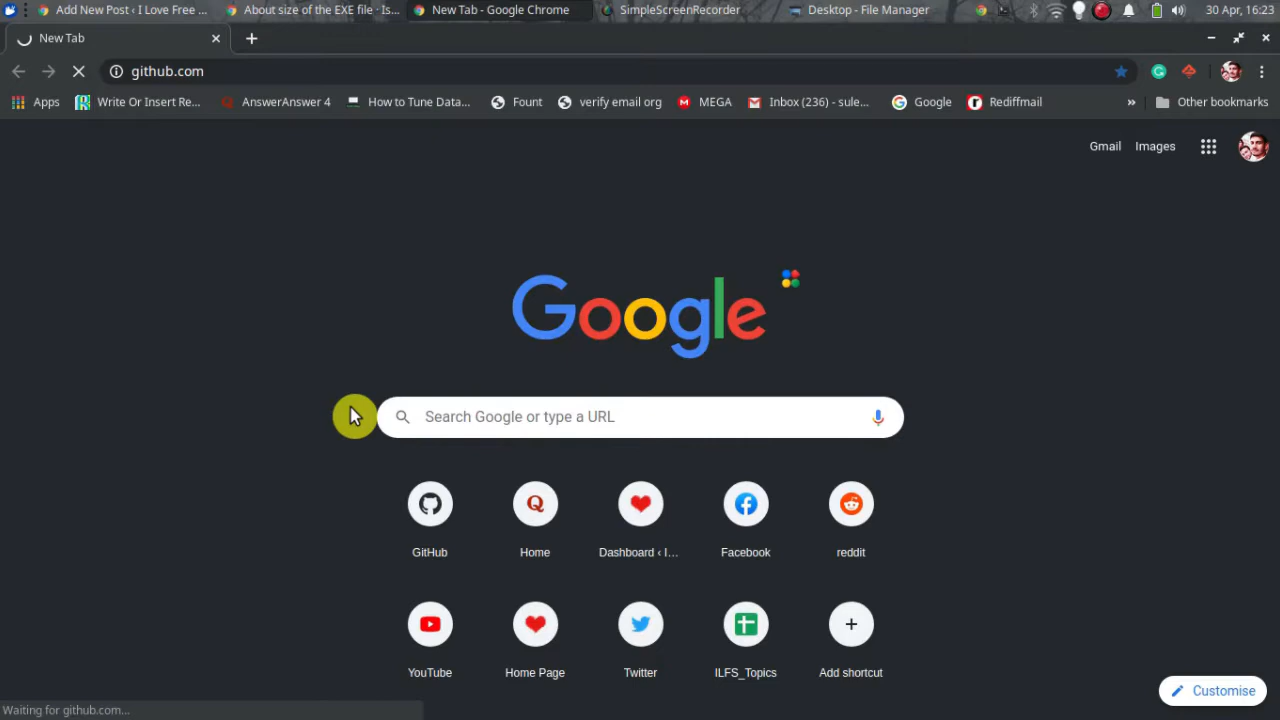 Add New Post ‹ I Love Free ...
About size of the EXE file · Is...
New Tab - Google Chrome
SimpleScreenRecorder
Desktop - File Manager
30 Apr, 16:23
New Tab
github.com
Apps
Write Or Insert Re...
AnswerAnswer 4
How to Tune Data...
Fount
verify email org
MEGA
Inbox (236) - sule...
Google
Rediffmail
»
Other bookmarks
Gmail
Images
Google
Search Google or type a URL
GitHub
Home
Dashboard ‹ I...
Facebook
reddit
YouTube
Home Page
Twitter
ILFS_Topics
Add shortcut
Customise
Waiting for github.com...